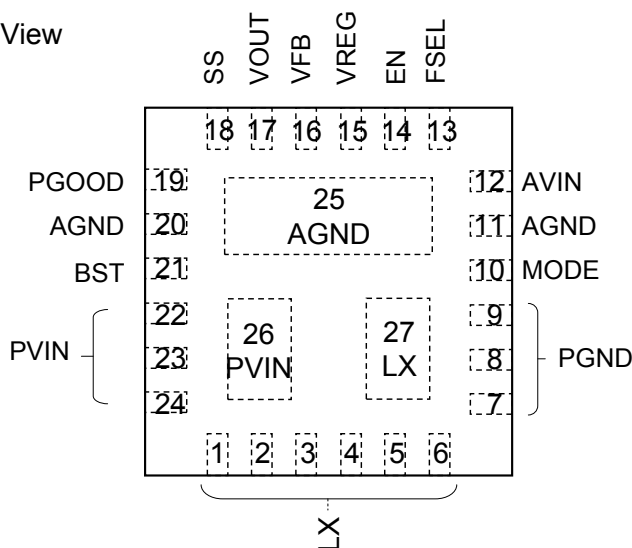 View
SS
VOUT
VFB
VREG
EN
FSEL
18
17
16
15
14
13
PGOOD
19
25
AGND
12
AVIN
AGND
20
11
AGND
BST
21
10
MODE
PVIN
22
23
24
26
PVIN
27
LX
9
8
7
PGND
1
2
3
4
5
6
LX